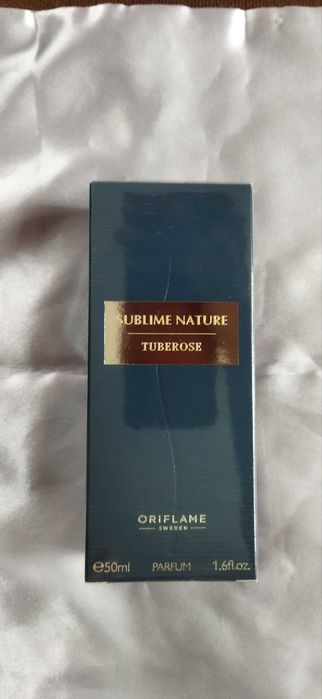 SUBLIME NATURE
TUBEROSE
ORIFLAME
SWEDEN
℮50ml PARFUM 1.6fl.oz.